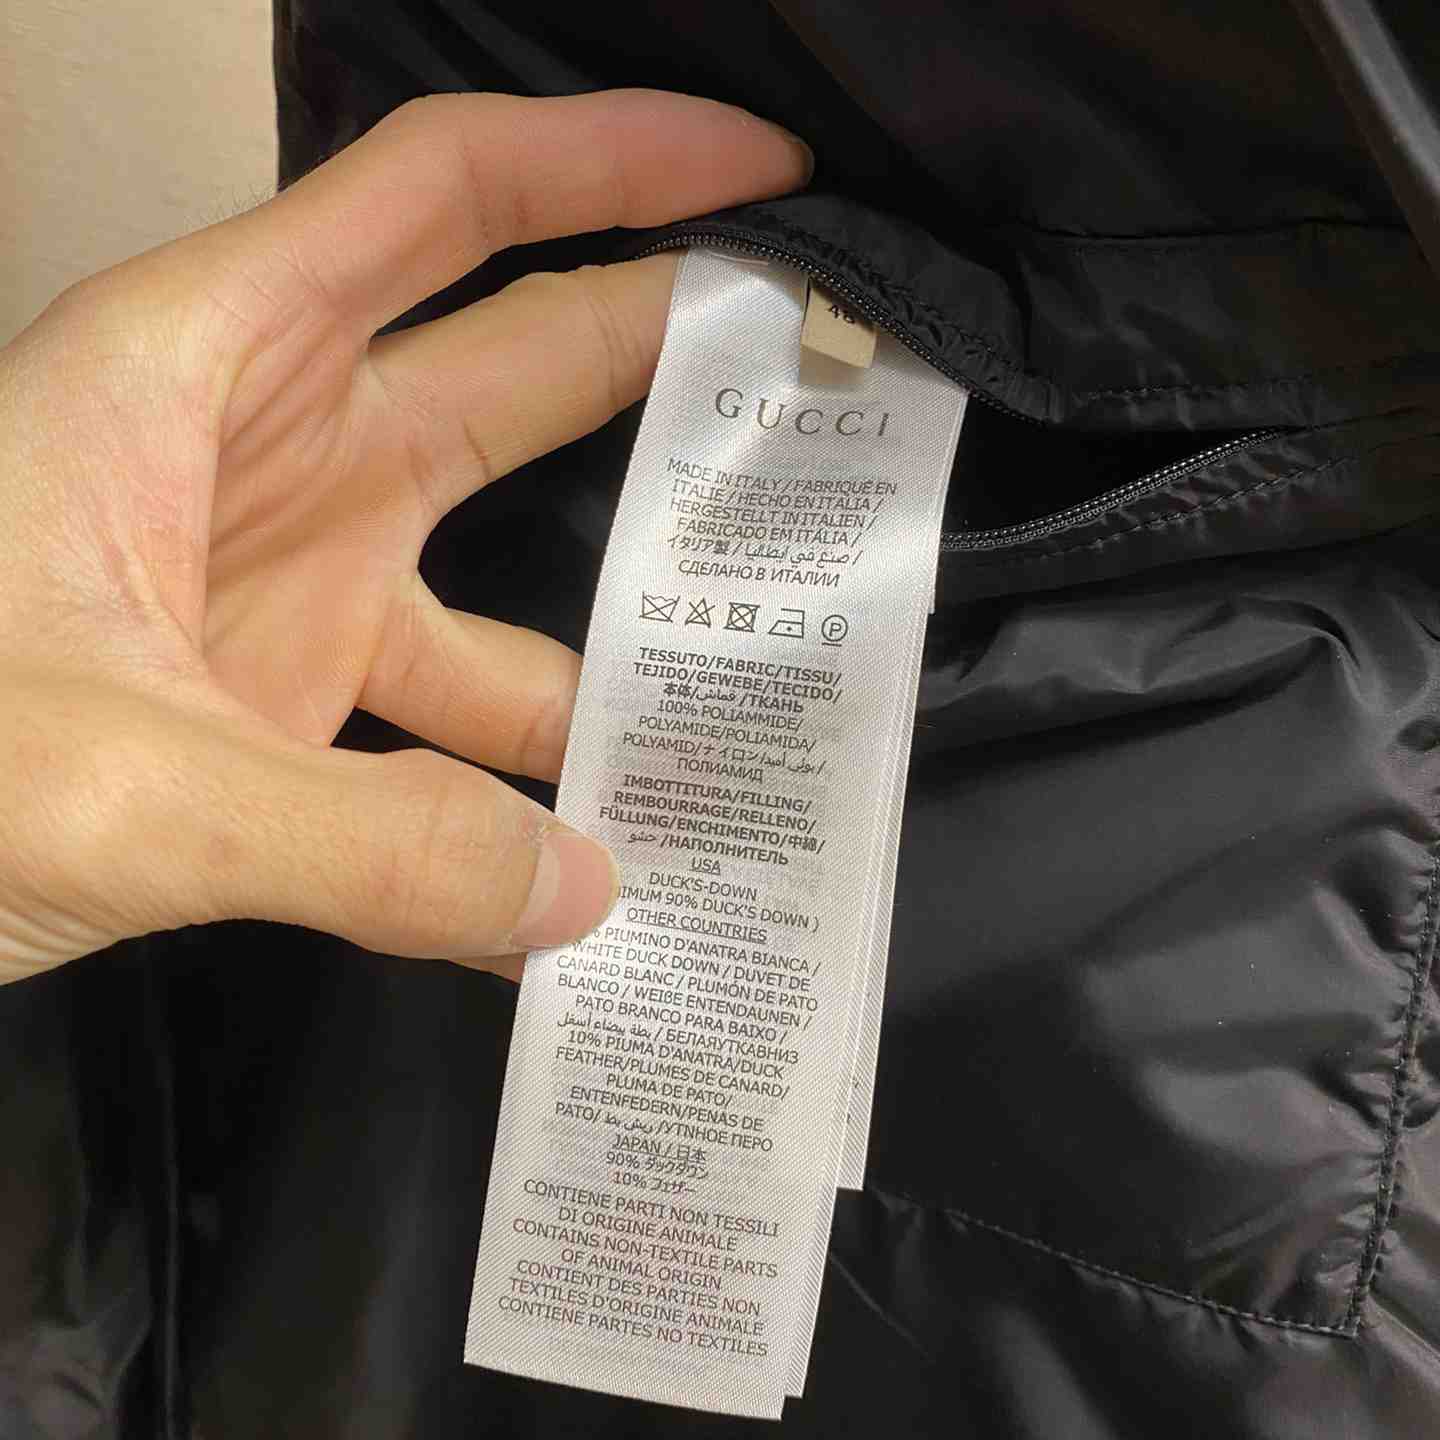 46
GUCCI
MADE IN ITALY / FABRIQUÉ EN
ITALIE / HECHO EN ITALIA /
HERGESTELLT IN ITALIEN /
FABRICADO EM ITÁLIA /
イタリア製 / صنع في إيطاليا /
СДЕЛАНО В ИТАЛИИ
P
TESSUTO/FABRIC/TISSU/
TEJIDO/GEWEBE/TECIDO/
本体/قماش/ТКАНЬ
100% POLIAMMIDE/
POLYAMIDE/POLIAMIDA/
POLYAMID/ナイロン/بولي أميد/
ПОЛИАМИД
IMBOTTITURA/FILLING/
REMBOURRAGE/RELLENO/
FÜLLUNG/ENCHIMENTO/中綿/
حشو/НАПОЛНИТЕЛЬ
USA
DUCK'S-DOWN
90% DUCK'S DOWN )
OTHER COUNTRIES
% PIUMINO D'ANATRA BIANCA /
WHITE DUCK DOWN / DUVET DE
CANARD BLANC / PLUMÓN DE PATO
BLANCO / WEIßE ENTENDAUNEN /
PATO BRANCO PARA BAIXO /
بطة بيضاء أسفل / БЕЛАЯУТКАВНИЗ
10% PIUMA D'ANATRA/DUCK
FEATHER/PLUMES DE CANARD/
PLUMA DE PATO/
ENTENFEDERN/PENAS DE
PATO/ريش بط/УТИНОЕ ПЕРО
JAPAN / 日本
90% ダックダウン
10% フェザー
CONTIENE PARTI NON TESSILI
DI ORIGINE ANIMALE
CONTAINS NON-TEXTILE PARTS
OF ANIMAL ORIGIN
CONTIENT DES PARTIES NON
TEXTILES D'ORIGINE ANIMALE
CONTIENE PARTES NO TEXTILES